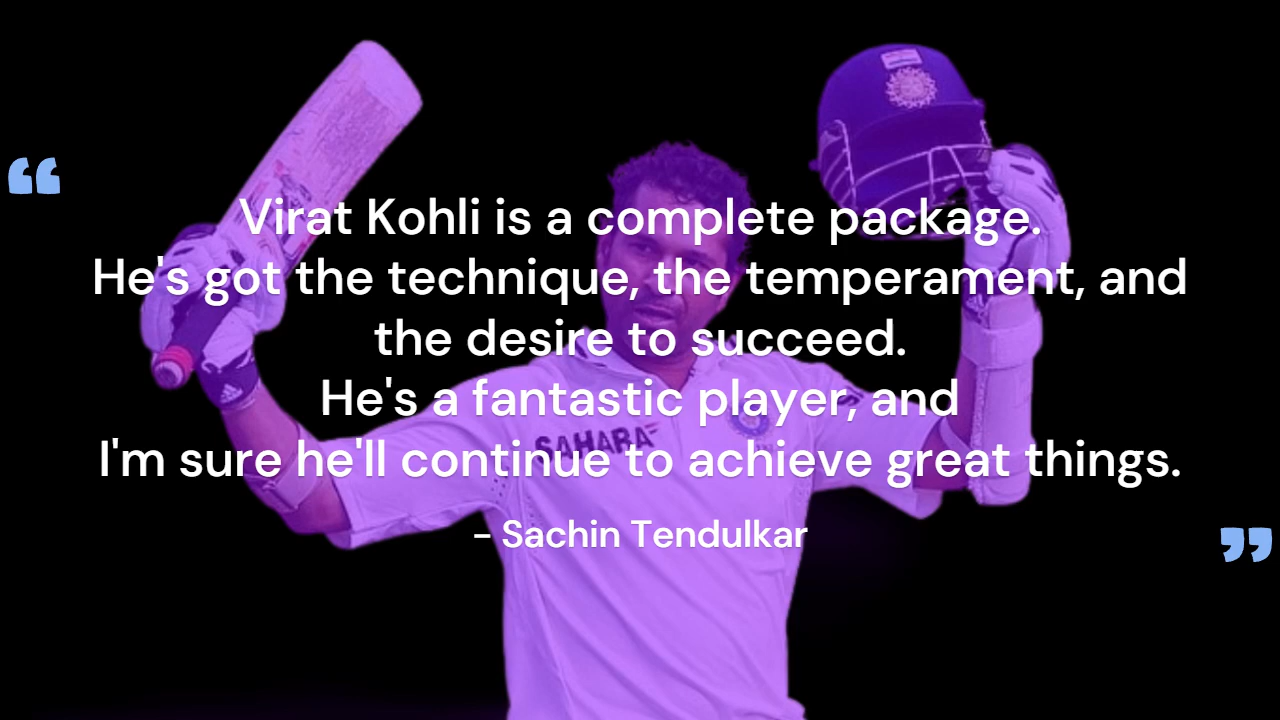 “
Virat Kohli is a complete package.
He's got the technique, the temperament, and
the desire to succeed.
He's a fantastic player, and
I'm sure he'll continue to achieve great things.
- Sachin Tendulkar
”
SAHARA